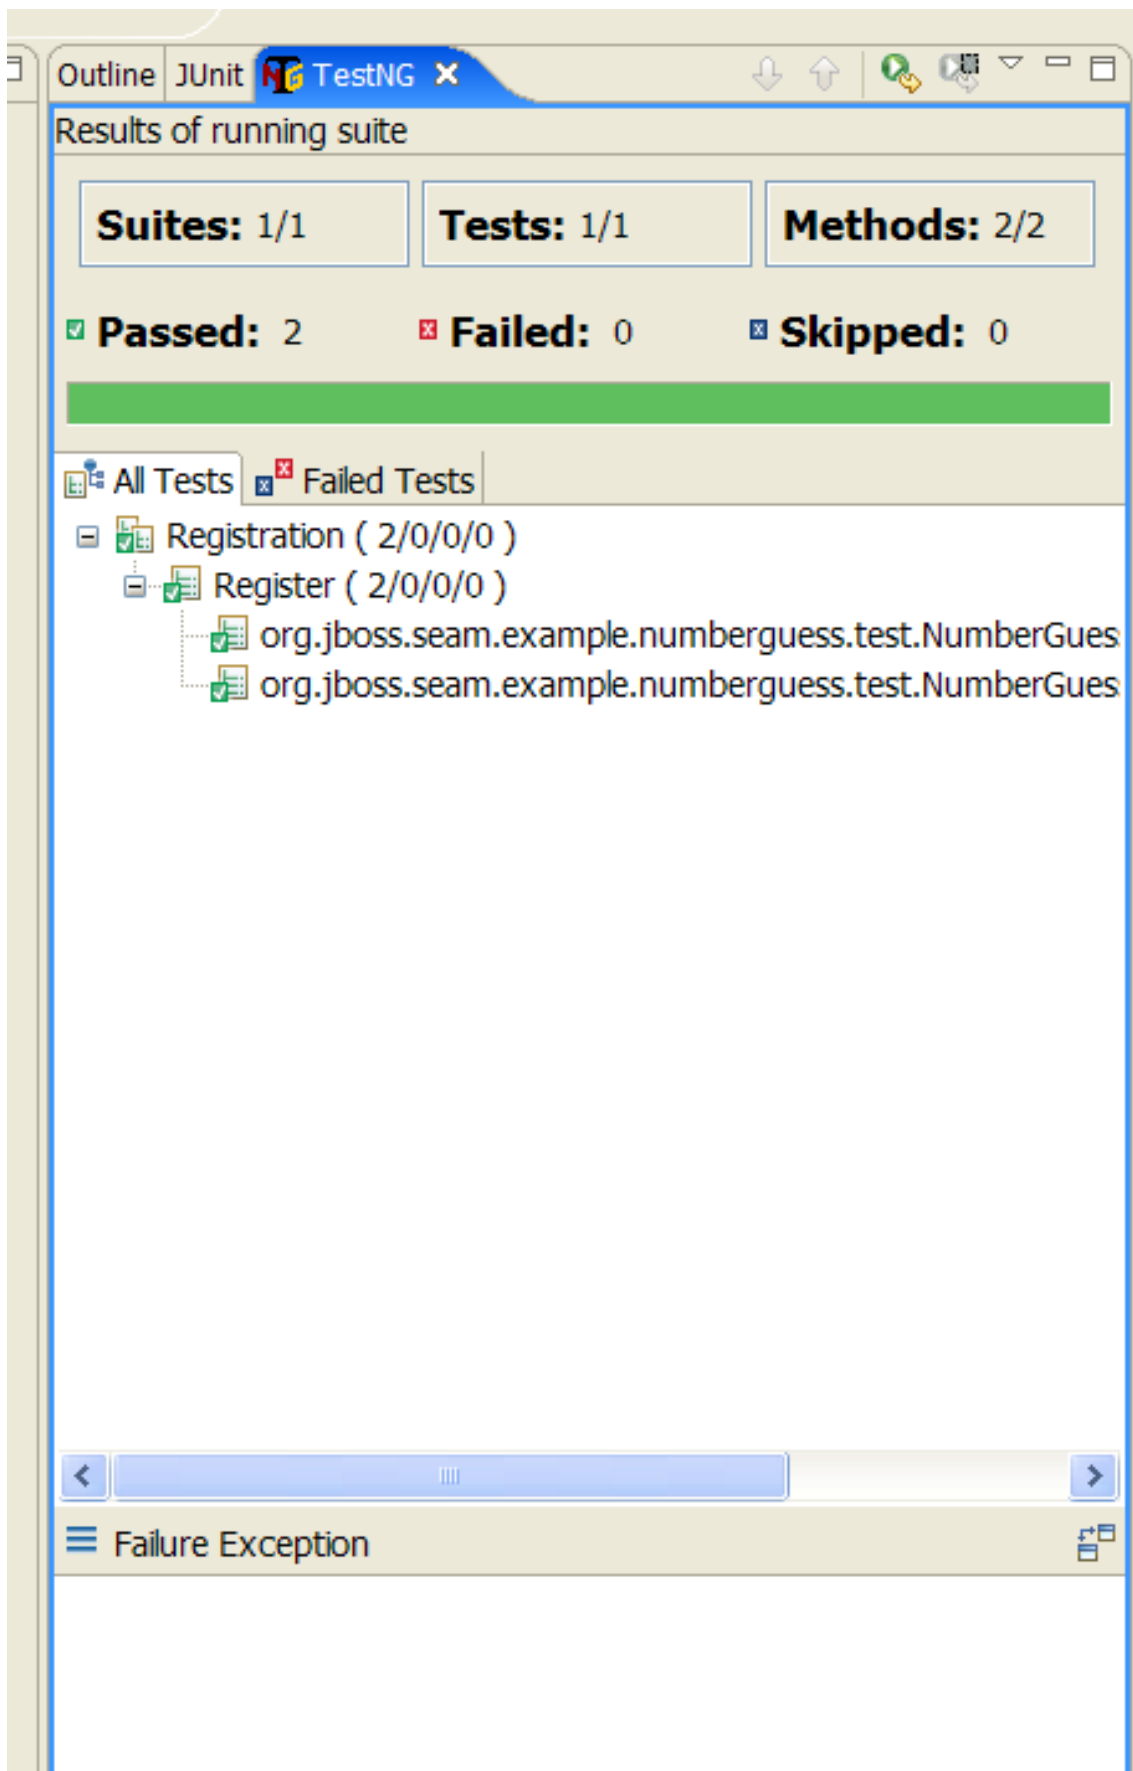 Outline JUnit TestNG
Results of running suite
Suites: 1/1 Tests: 1/1 Methods: 2/2
Passed: 2 Failed: 0 Skipped: 0
All Tests Failed Tests
Registration ( 2/0/0/0 )
Register ( 2/0/0/0 )
org.jboss.seam.example.numberguess.test.NumberGues
org.jboss.seam.example.numberguess.test.NumberGues
Failure Exception